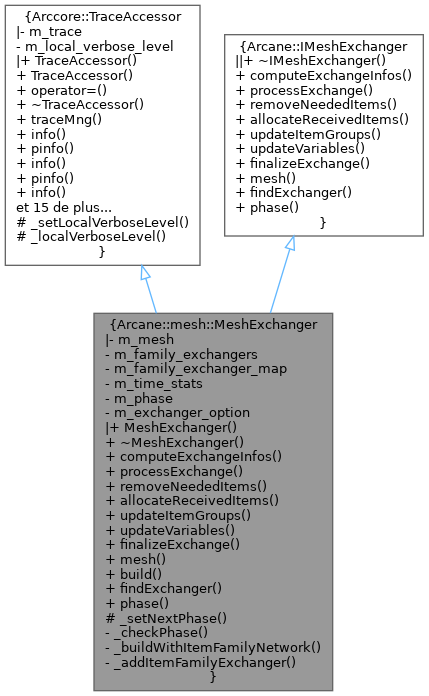 {Arccore::TraceAccessor
|- m_trace
- m_local_verbose_level
|+ TraceAccessor()
+ TraceAccessor()
+ operator=()
+ ~TraceAccessor()
+ traceMng()
+ info()
+ pinfo()
+ info()
+ pinfo()
+ info()
et 15 de plus...
# _setLocalVerboseLevel()
# _localVerboseLevel()
}
{Arcane::IMeshExchanger
||+ ~IMeshExchanger()
+ computeExchangeInfos()
+ processExchange()
+ removeNeededItems()
+ allocateReceivedItems()
+ updateItemGroups()
+ updateVariables()
+ finalizeExchange()
+ mesh()
+ findExchanger()
+ phase()
}
{Arcane::mesh::MeshExchanger
|- m_mesh
- m_family_exchangers
- m_family_exchanger_map
- m_time_stats
- m_phase
- m_exchanger_option
|+ MeshExchanger()
+ ~MeshExchanger()
+ computeExchangeInfos()
+ processExchange()
+ removeNeededItems()
+ allocateReceivedItems()
+ updateItemGroups()
+ updateVariables()
+ finalizeExchange()
+ mesh()
+ build()
+ findExchanger()
+ phase()
# _setNextPhase()
- _checkPhase()
- _buildWithItemFamilyNetwork()
- _addItemFamilyExchanger()
}